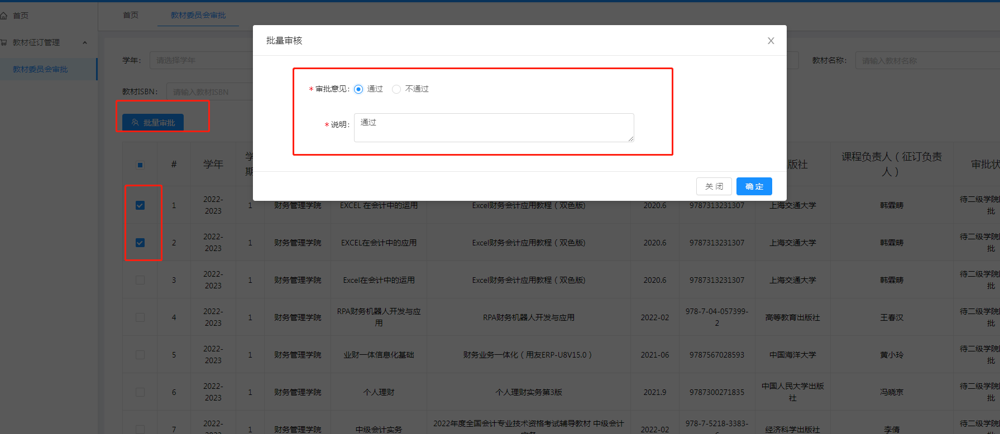 首页
教材征订管理
教材委员会审批
首页
教材委员会审批
学年：
请选择学年
教材名称：
请输入教材名称
教材ISBN：
请输入教材ISBN
批量审批
批量审核
X
* 审批意见：
通过
不通过
* 说明：
通过
关 闭
确 定
#
学年
学
期
版社
课程负责人（征订负责
人）
审批状
1
2022-
2023
1
财务管理学院
EXCEL 在会计中的运用
Excel财务会计应用教程（双色版)
2020.6
9787313231307
上海交通大学
韩霖畴
待二级学院
批
2
2022-
2023
1
财务管理学院
EXCEL在会计中的应用
Excel财务会计应用教程（双色版)
2020.6
9787313231307
上海交通大学
韩霖畴
待二级学院
批
3
2022-
2023
1
财务管理学院
Excel在会计中的运用
Excel财务会计应用教程（双色版)
2020.6
9787313231307
上海交通大学
韩霖畴
待二级学院
批
4
2022-
2023
1
财务管理学院
RPA财务机器人开发与应
用
RPA财务机器人开发与应用
2022-02
978-7-04-057399-
2
高等教育出版社
王春汉
待二级学院
批
5
2022-
2023
1
财务管理学院
业财一体信息化基础
财务业务一体化（用友ERP-U8V15.0）
2021-06
9787567028593
中国海洋大学
黄小玲
待二级学院
批
6
2022-
2023
1
财务管理学院
个人理财
个人理财实务第3版
2021.9
9787300271835
中国人民大学出版
社
冯晓京
待二级学院
批
7
2022-
2023
1
财务管理学院
中级会计实务
2022年度全国会计专业技术资格考试辅导教材 中级会计
实务
2022-02
978-7-5218-3383-
经济科学出版社
李倩
待二级学院
批